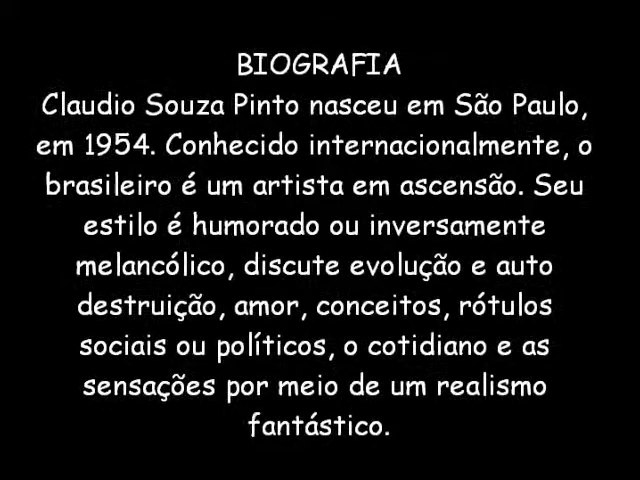 BIOGRAFIA
Claudio Souza Pinto nasceu em São Paulo,
em 1954. Conhecido internacionalmente, o
brasileiro é um artista em ascensão. Seu
estilo é humorado ou inversamente
melancólico, discute evolução e auto
destruição, amor, conceitos, rótulos
sociais ou políticos, o cotidiano e as
sensações por meio de um realismo
fantástico.